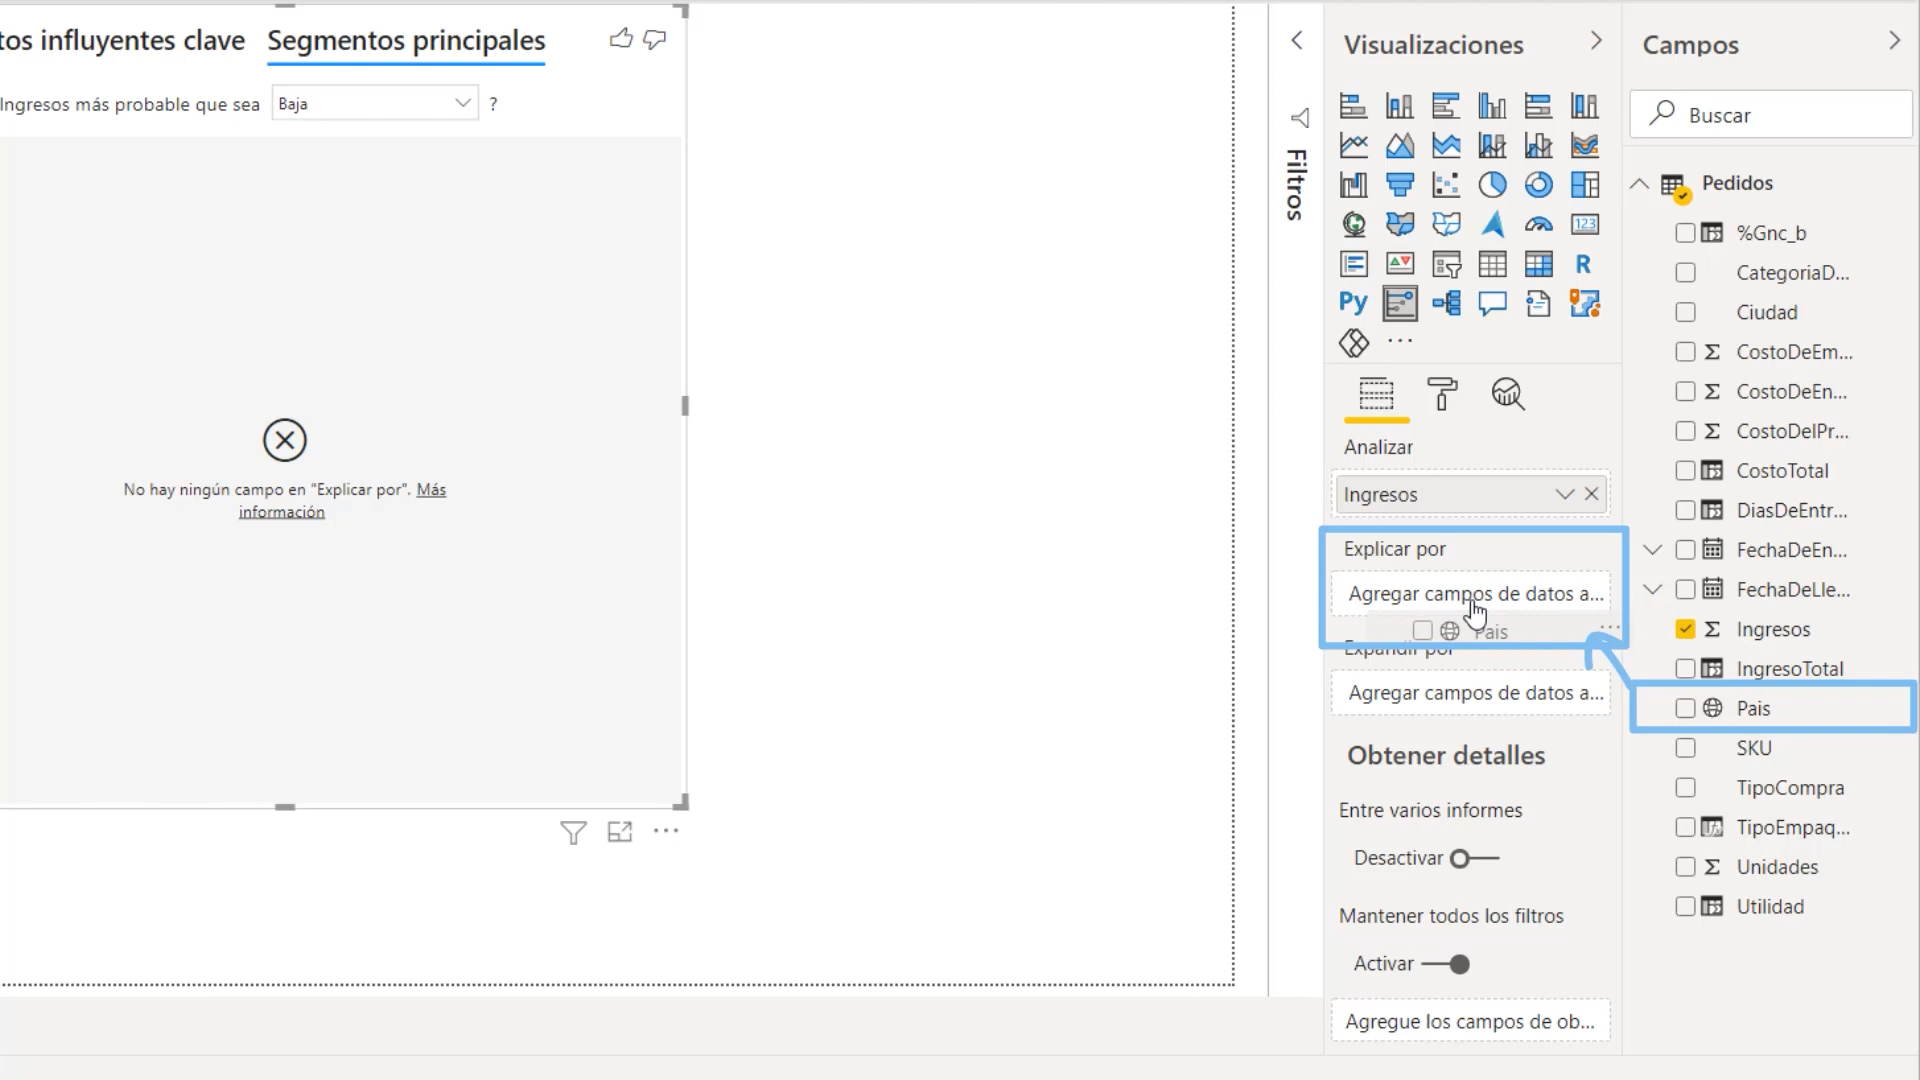 tos influyentes clave
Segmentos principales
Ingresos más probable que sea
Baja
?
No hay ningún campo en "Explicar por". Más
información
Filtros
Visualizaciones
123
R
Py
Analizar
Ingresos
Explicar por
Agregar campos de datos a...
Pais
Expandir por
Agregar campos de datos a...
Obtener detalles
Entre varios informes
Desactivar
Mantener todos los filtros
Activar
Agregue los campos de ob...
Campos
Buscar
Pedidos
%Gnc_b
CategoriaD...
Ciudad
CostoDeEm...
CostoDeEn...
CostoDelPr...
CostoTotal
DiasDeEntr...
FechaDeEn...
FechaDeLle...
Ingresos
IngresoTotal
Pais
SKU
TipoCompra
TipoEmpaq...
Unidades
Utilidad